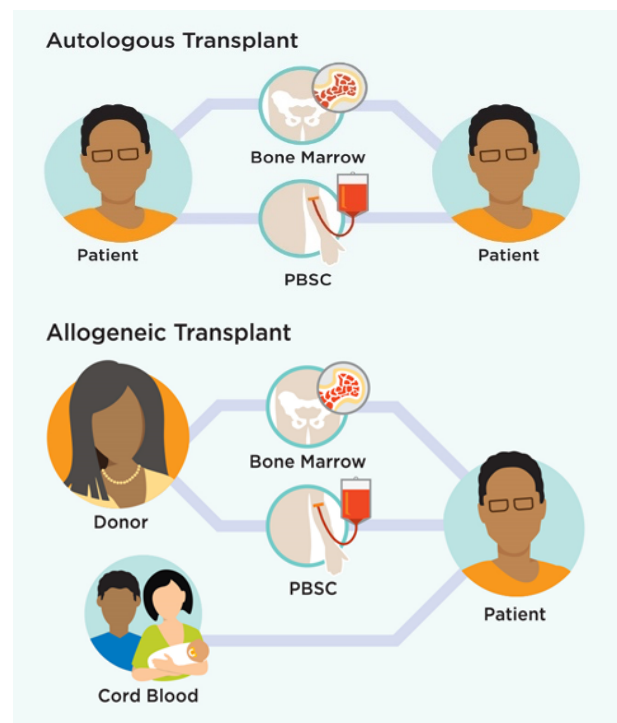 Autologous Transplant
Bone Marrow
Patient
Patient
PBSC
Allogeneic Transplant
Bone Marrow
Donor
PBSC
Patient
Cord Blood